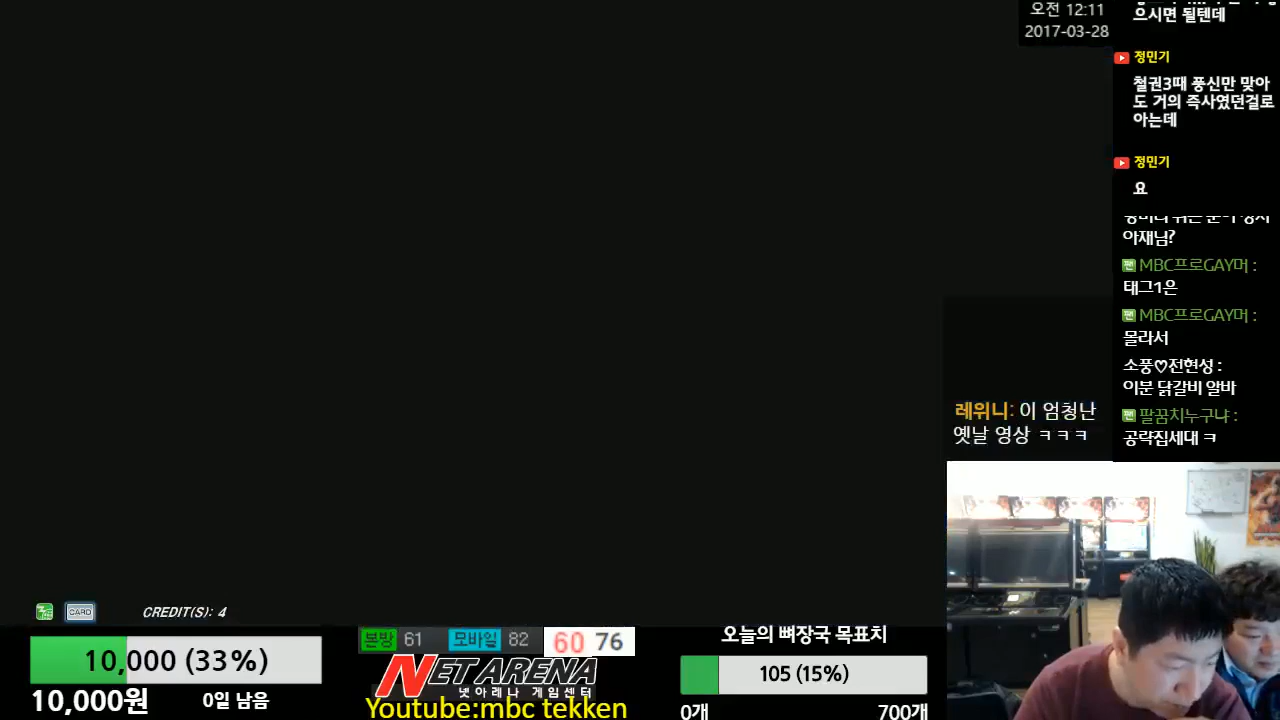 오전 12:11
2017-03-28
으시면 될텐데
정민기
철권3때 풍신만 맞아
도 거의 즉사였던걸로
아는데
정민기
요
아재님?
MBC프로GAY머 :
태그1은
MBC프로GAY머 :
몰라서
소풍♡전현성 :
이분 닭갈비 알바
팔꿈치누구냐 :
공략집세대 ㅋ
레위니: 이 엄청난
옛날 영상 ㅋㅋㅋ
CARD
CREDIT(S): 4
10,000 (33%)
10,000원 0일 남음
본방 61 모바일 82 60 76
NET ARENA
넷아레나 게임센터
Youtube:mbc tekken
오늘의 뼈장국 목표치
105 (15%)
0개 700개